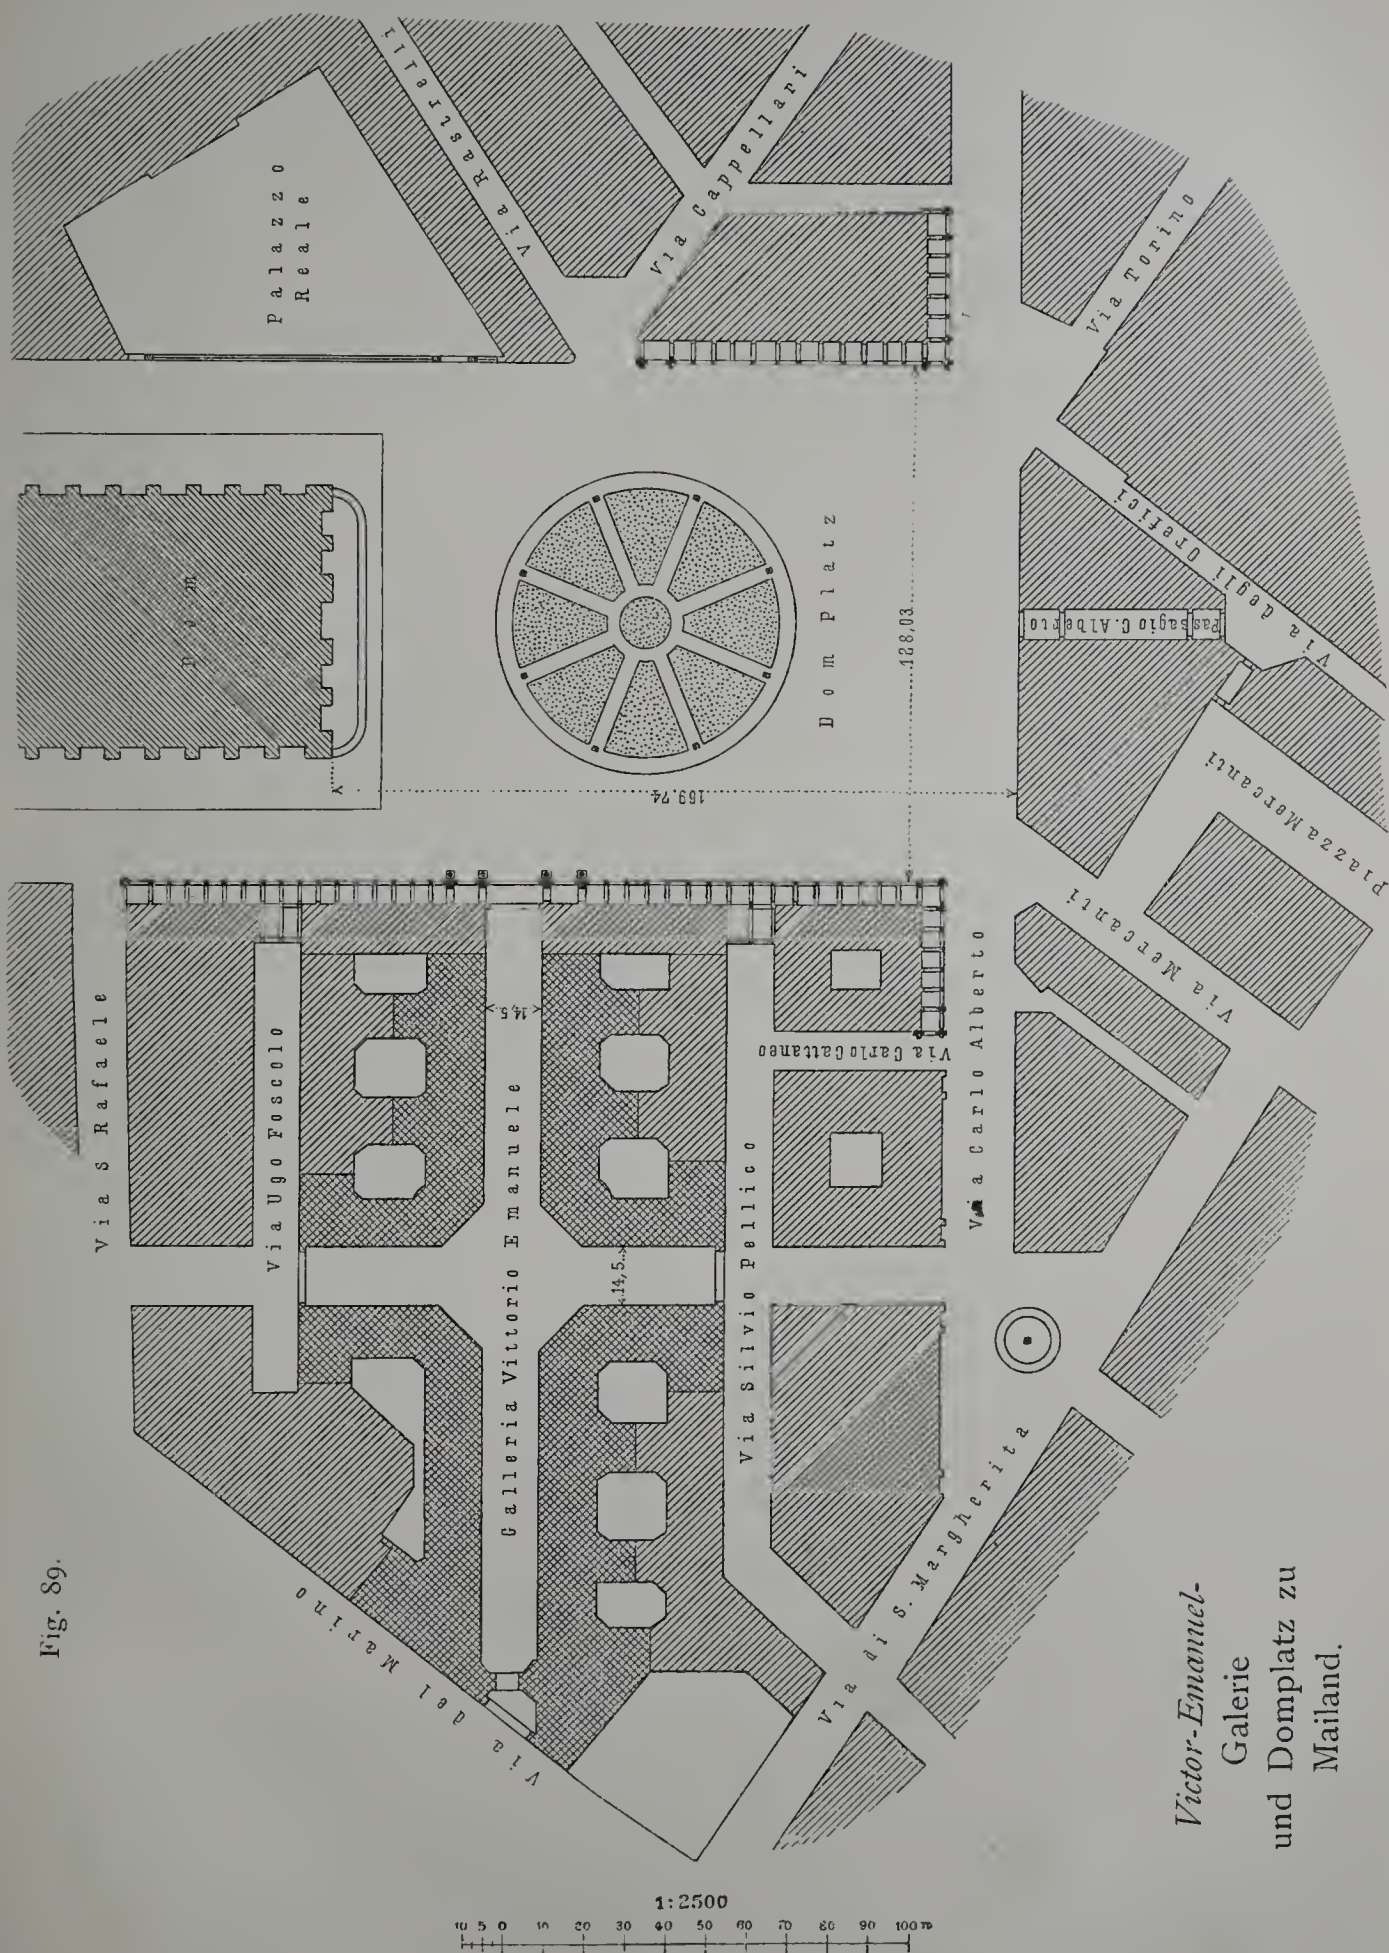 Fig. 89.
Victor-Emanuel-
Galerie
und Domplatz zu
Mailand.
Palazzo
Reale
Via Rastrelli
Via Cappellari
Via Torino
Dom
Dom Platz
128,03
159.74
Via degli Orefici
Passagio C. Alberto
Piazza Mercanti
Via Mercanti
Via S Rafaele
Via Ugo Foscolo
Galleria Vittorio Emanuele
14,5
14,5
Via Silvio Pellico
Via Carlo Cattaneo
Via Carlo Alberto
Via di S. Margherita
Via del Marino
1:2500
10 5 0 10 20 30 40 50 60 70 80 90 100 m